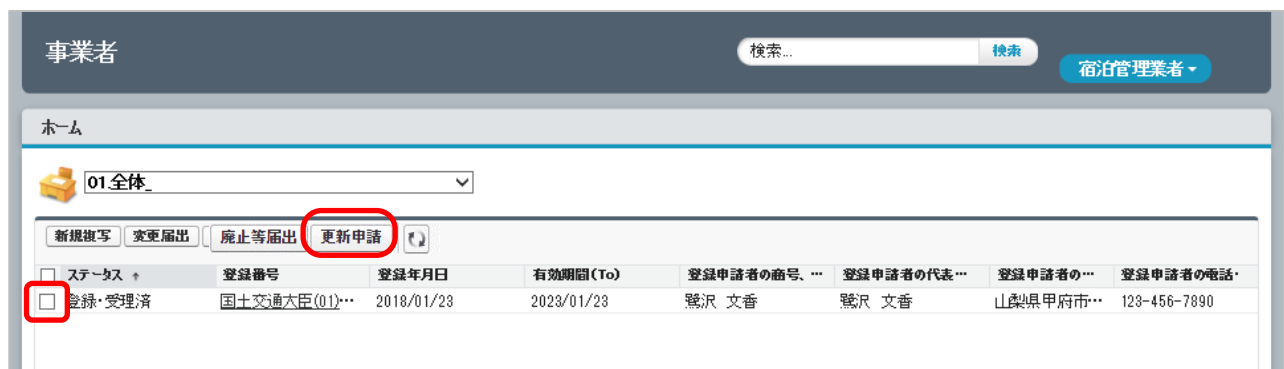 事業者
検索...
検索
宿泊管理業者
ホーム
01.全体_
新規複写 変更届出 廃止等届出 更新申請
ステータス ↑ 登録番号 登録年月日 有効期間(To) 登録申請者の商号、… 登録申請者の代表… 登録申請者の… 登録申請者の電話・
登録・受理済 国土交通大臣(01)… 2018/01/23 2023/01/23 鷺沢 文香 鷺沢 文香 山梨県甲府市… 123-456-7890